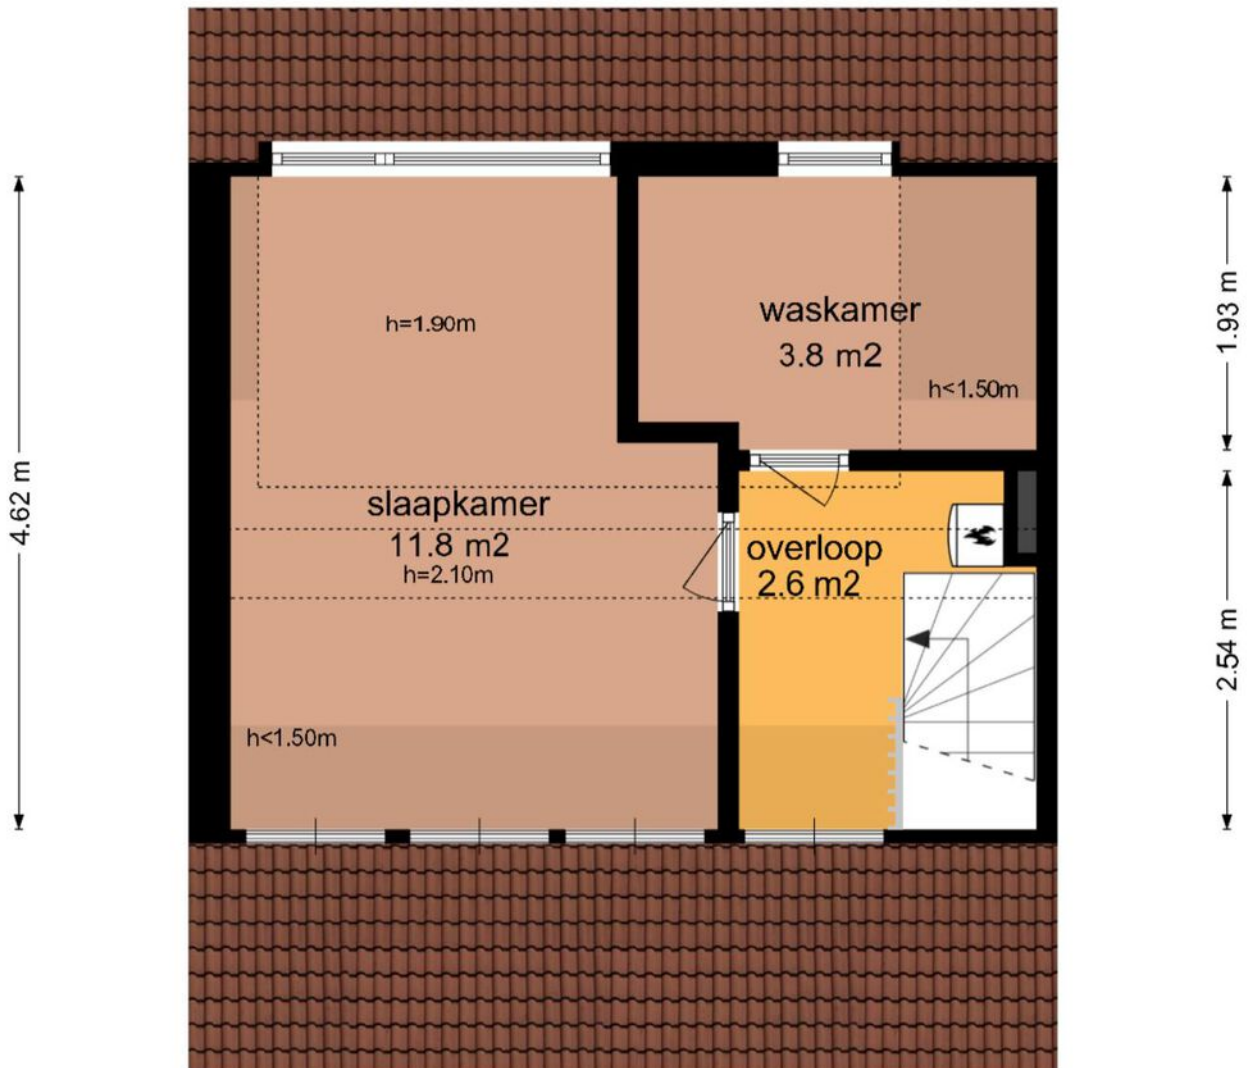 4.62 m
h=1.90m
waskamer
3.8 m2
h<1.50m
1.93 m
slaapkamer
11.8 m2
h=2.10m
overloop
2.6 m2
2.54 m
h<1.50m